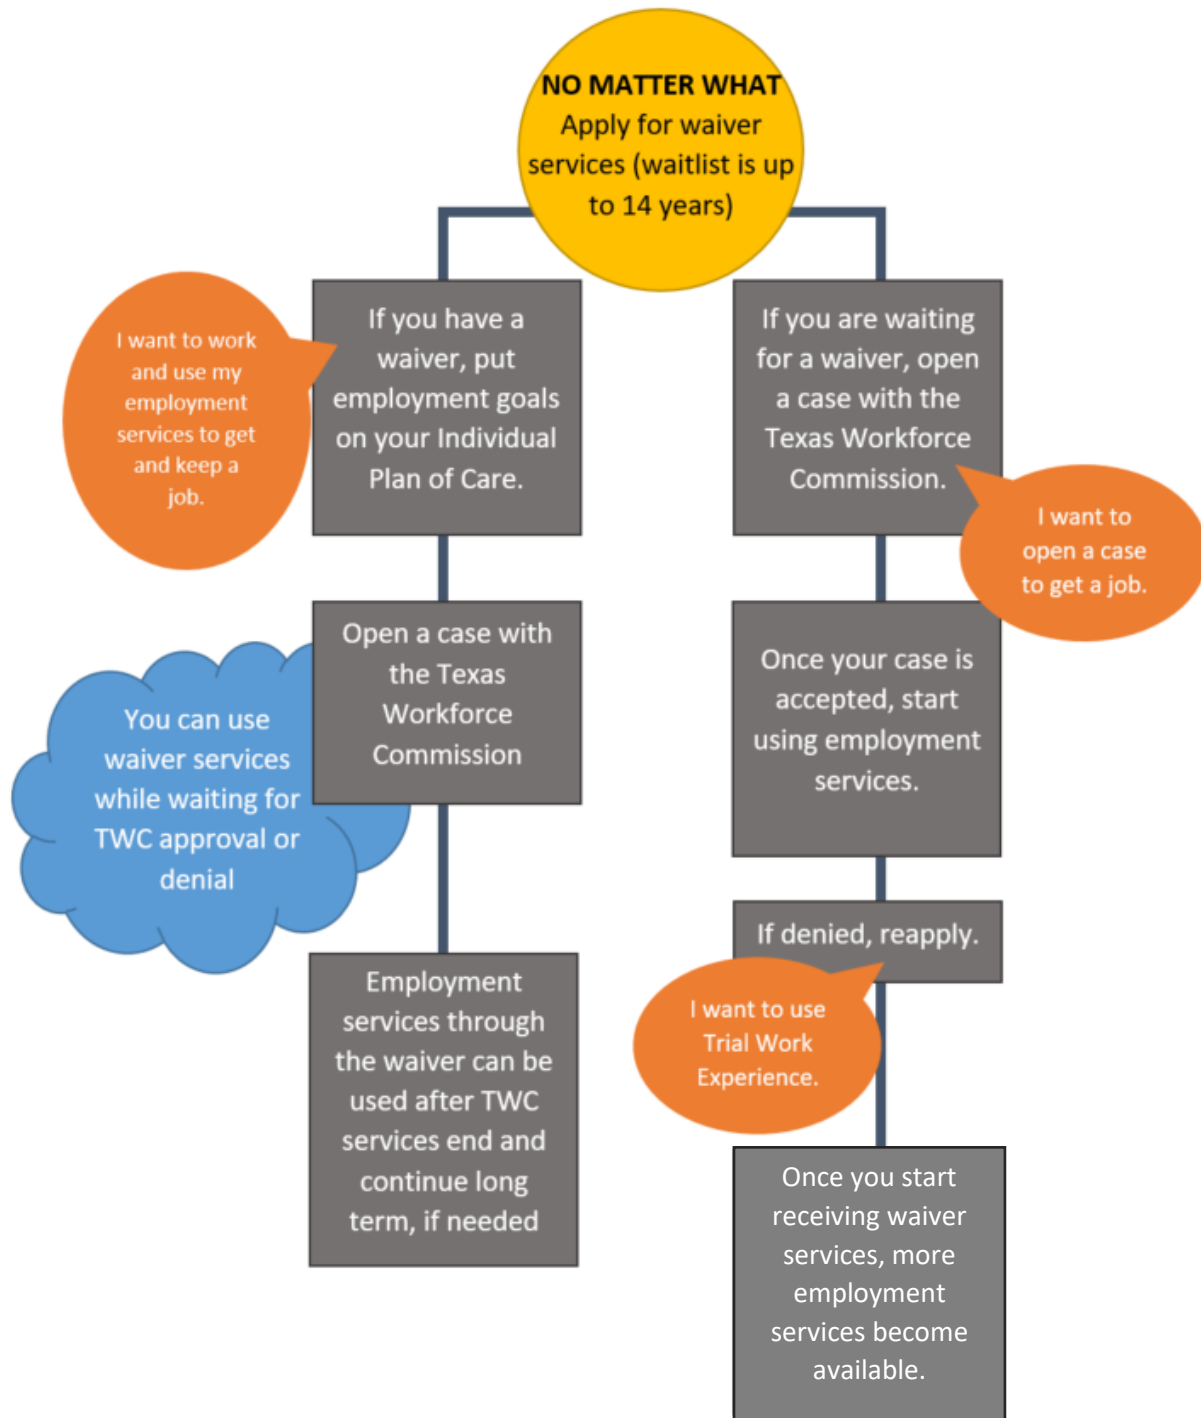 NO MATTER WHAT
Apply for waiver
services (waitlist is up
to 14 years)
If you have a
waiver, put
employment goals
on your Individual
Plan of Care.
I want to work
and use my
employment
services to get
and keep a
job.
Open a case with
the Texas
Workforce
Commission
You can use
waiver services
while waiting for
TWC approval or
denial
Employment
services through
the waiver can be
used after TWC
services end and
continue long
term, if needed
If you are waiting
for a waiver, open
a case with the
Texas Workforce
Commission.
I want to
open a case
to get a job.
Once your case is
accepted, start
using employment
services.
If denied, reapply.
I want to use
Trial Work
Experience.
Once you start
receiving waiver
services, more
employment
services become
available.